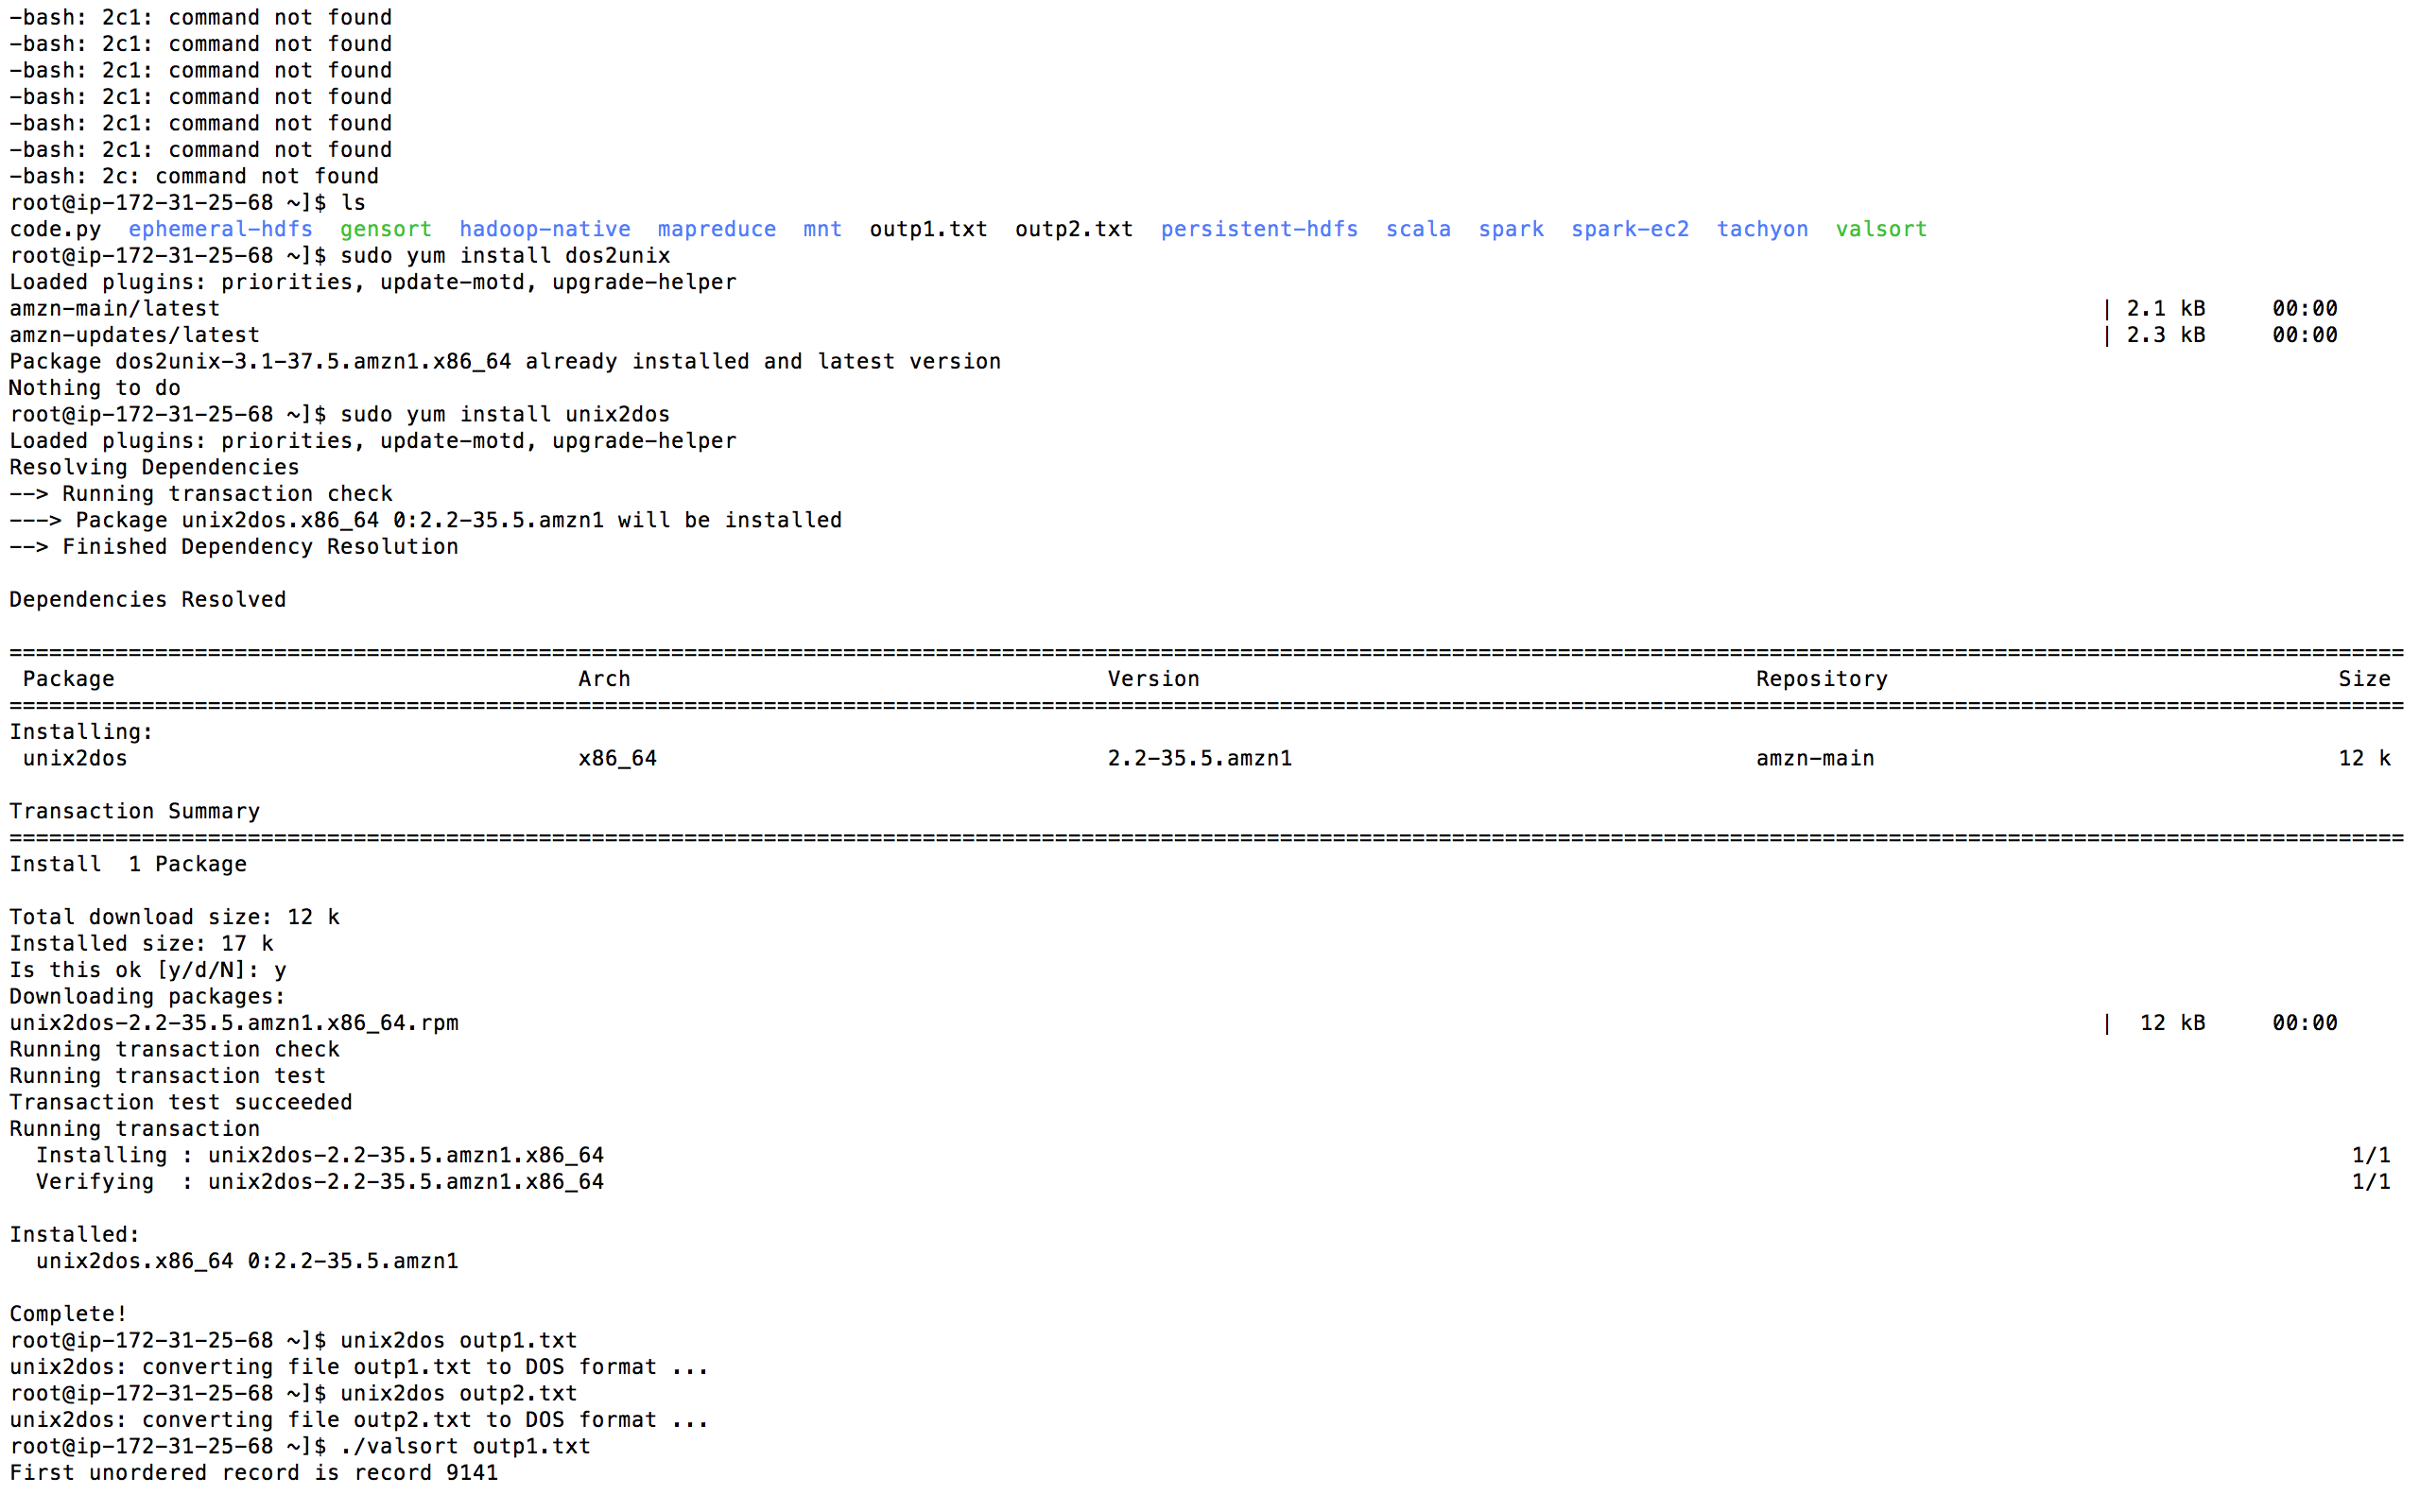 -bash: 2c1: command not found
-bash: 2c1: command not found
-bash: 2c1: command not found
-bash: 2c1: command not found
-bash: 2c1: command not found
-bash: 2c1: command not found
-bash: 2c: command not found
root@ip-172-31-25-68 ~]$ ls
code.py  ephemeral-hdfs  gensort  hadoop-native  mapreduce  mnt  outp1.txt  outp2.txt  persistent-hdfs  scala  spark  spark-ec2  tachyon  valsort
root@ip-172-31-25-68 ~]$ sudo yum install dos2unix
Loaded plugins: priorities, update-motd, upgrade-helper
amzn-main/latest | 2.1 kB     00:00
amzn-updates/latest | 2.3 kB     00:00
Package dos2unix-3.1-37.5.amzn1.x86_64 already installed and latest version
Nothing to do
root@ip-172-31-25-68 ~]$ sudo yum install unix2dos
Loaded plugins: priorities, update-motd, upgrade-helper
Resolving Dependencies
--> Running transaction check
---> Package unix2dos.x86_64 0:2.2-35.5.amzn1 will be installed
--> Finished Dependency Resolution
Dependencies Resolved
=====================================================================================================================================================================================
 Package                                   Arch                                    Version                                          Repository                                   Size
=====================================================================================================================================================================================
Installing:
 unix2dos                                  x86_64                                  2.2-35.5.amzn1                                   amzn-main                                    12 k
Transaction Summary
=====================================================================================================================================================================================
Install  1 Package
Total download size: 12 k
Installed size: 17 k
Is this ok [y/d/N]: y
Downloading packages:
unix2dos-2.2-35.5.amzn1.x86_64.rpm |  12 kB     00:00
Running transaction check
Running transaction test
Transaction test succeeded
Running transaction
  Installing : unix2dos-2.2-35.5.amzn1.x86_64 1/1
  Verifying  : unix2dos-2.2-35.5.amzn1.x86_64 1/1
Installed:
  unix2dos.x86_64 0:2.2-35.5.amzn1
Complete!
root@ip-172-31-25-68 ~]$ unix2dos outp1.txt
unix2dos: converting file outp1.txt to DOS format ...
root@ip-172-31-25-68 ~]$ unix2dos outp2.txt
unix2dos: converting file outp2.txt to DOS format ...
root@ip-172-31-25-68 ~]$ ./valsort outp1.txt
First unordered record is record 9141